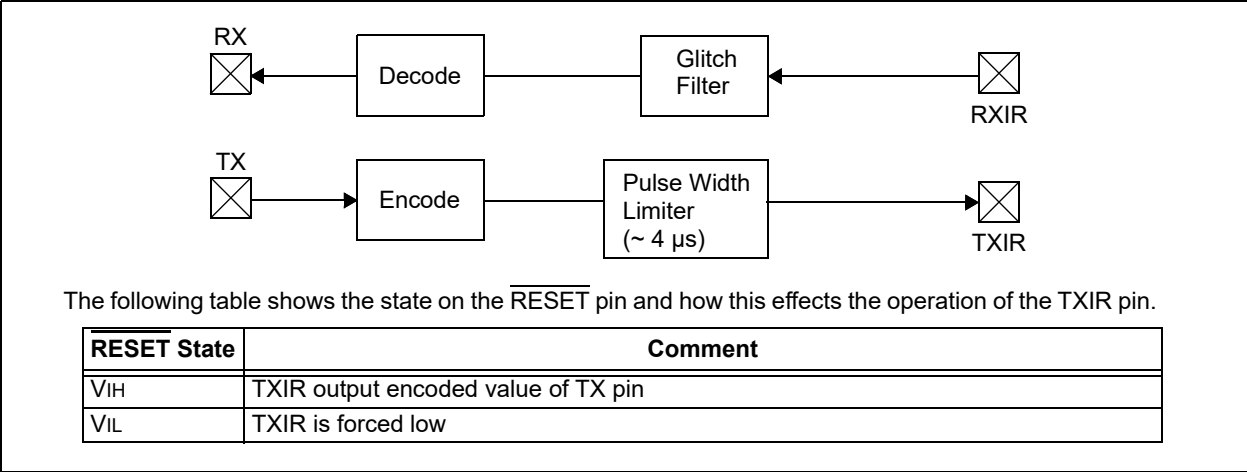 RX
Decode
Glitch
Filter
RXIR
TX
Encode
Pulse Width
Limiter
(~ 4 µs)
TXIR
The following table shows the state on the RESET pin and how this effects the operation of the TXIR pin.
RESET State Comment
VIH TXIR output encoded value of TX pin
VIL TXIR is forced low